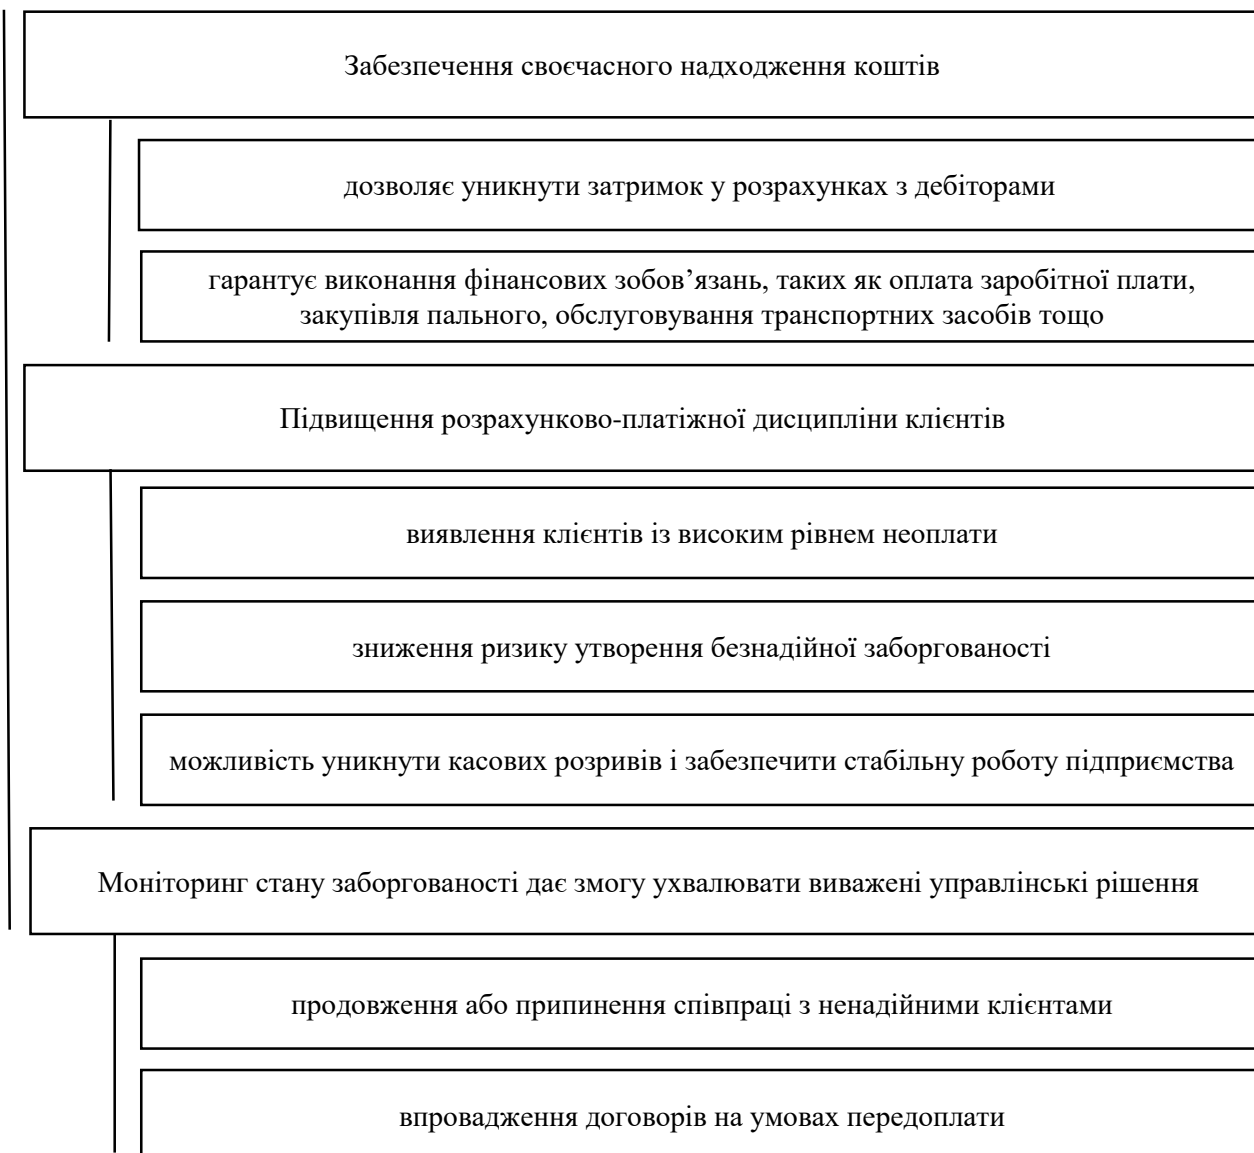 Забезпечення своєчасного надходження коштів
дозволяє уникнути затримок у розрахунках з дебіторами
гарантує виконання фінансових зобов’язань, таких як оплата заробітної плати,
закупівля пального, обслуговування транспортних засобів тощо
Підвищення розрахунково-платіжної дисципліни клієнтів
виявлення клієнтів із високим рівнем неоплати
зниження ризику утворення безнадійної заборгованості
можливість уникнути касових розривів і забезпечити стабільну роботу підприємства
Моніторинг стану заборгованості дає змогу ухвалювати виважені управлінські рішення
продовження або припинення співпраці з ненадійними клієнтами
впровадження договорів на умовах передоплати